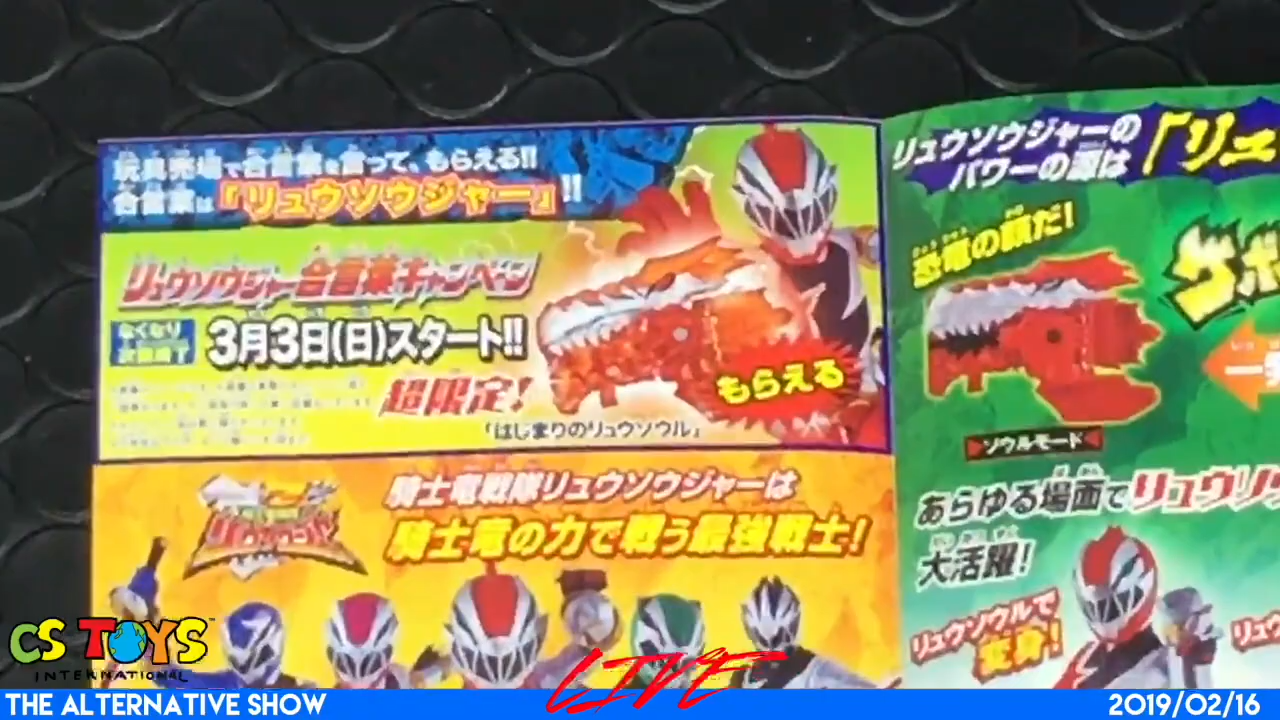 玩具売場で合言葉を言って、もらえる!!
合言葉は「リュウソウジャー」!!
リュウソウジャー合言葉キャンペーン
なくなり
次第終了
3月3日(日)スタート!!
超限定!
もらえる
「はじまりのリュウソウル」
騎士竜戦隊リュウソウジャーは
騎士竜の力で戦う最強戦士!
リュウソウジャーの
パワーの源は「リュ
恐竜の顔だ!
ケボ
ソウルモード
あらゆる場面でリュウソ
大活躍!
リュウソウルで
変身!
リュウ
CS TOYS
INTERNATIONAL
LIVE
THE ALTERNATIVE SHOW
2019/02/16